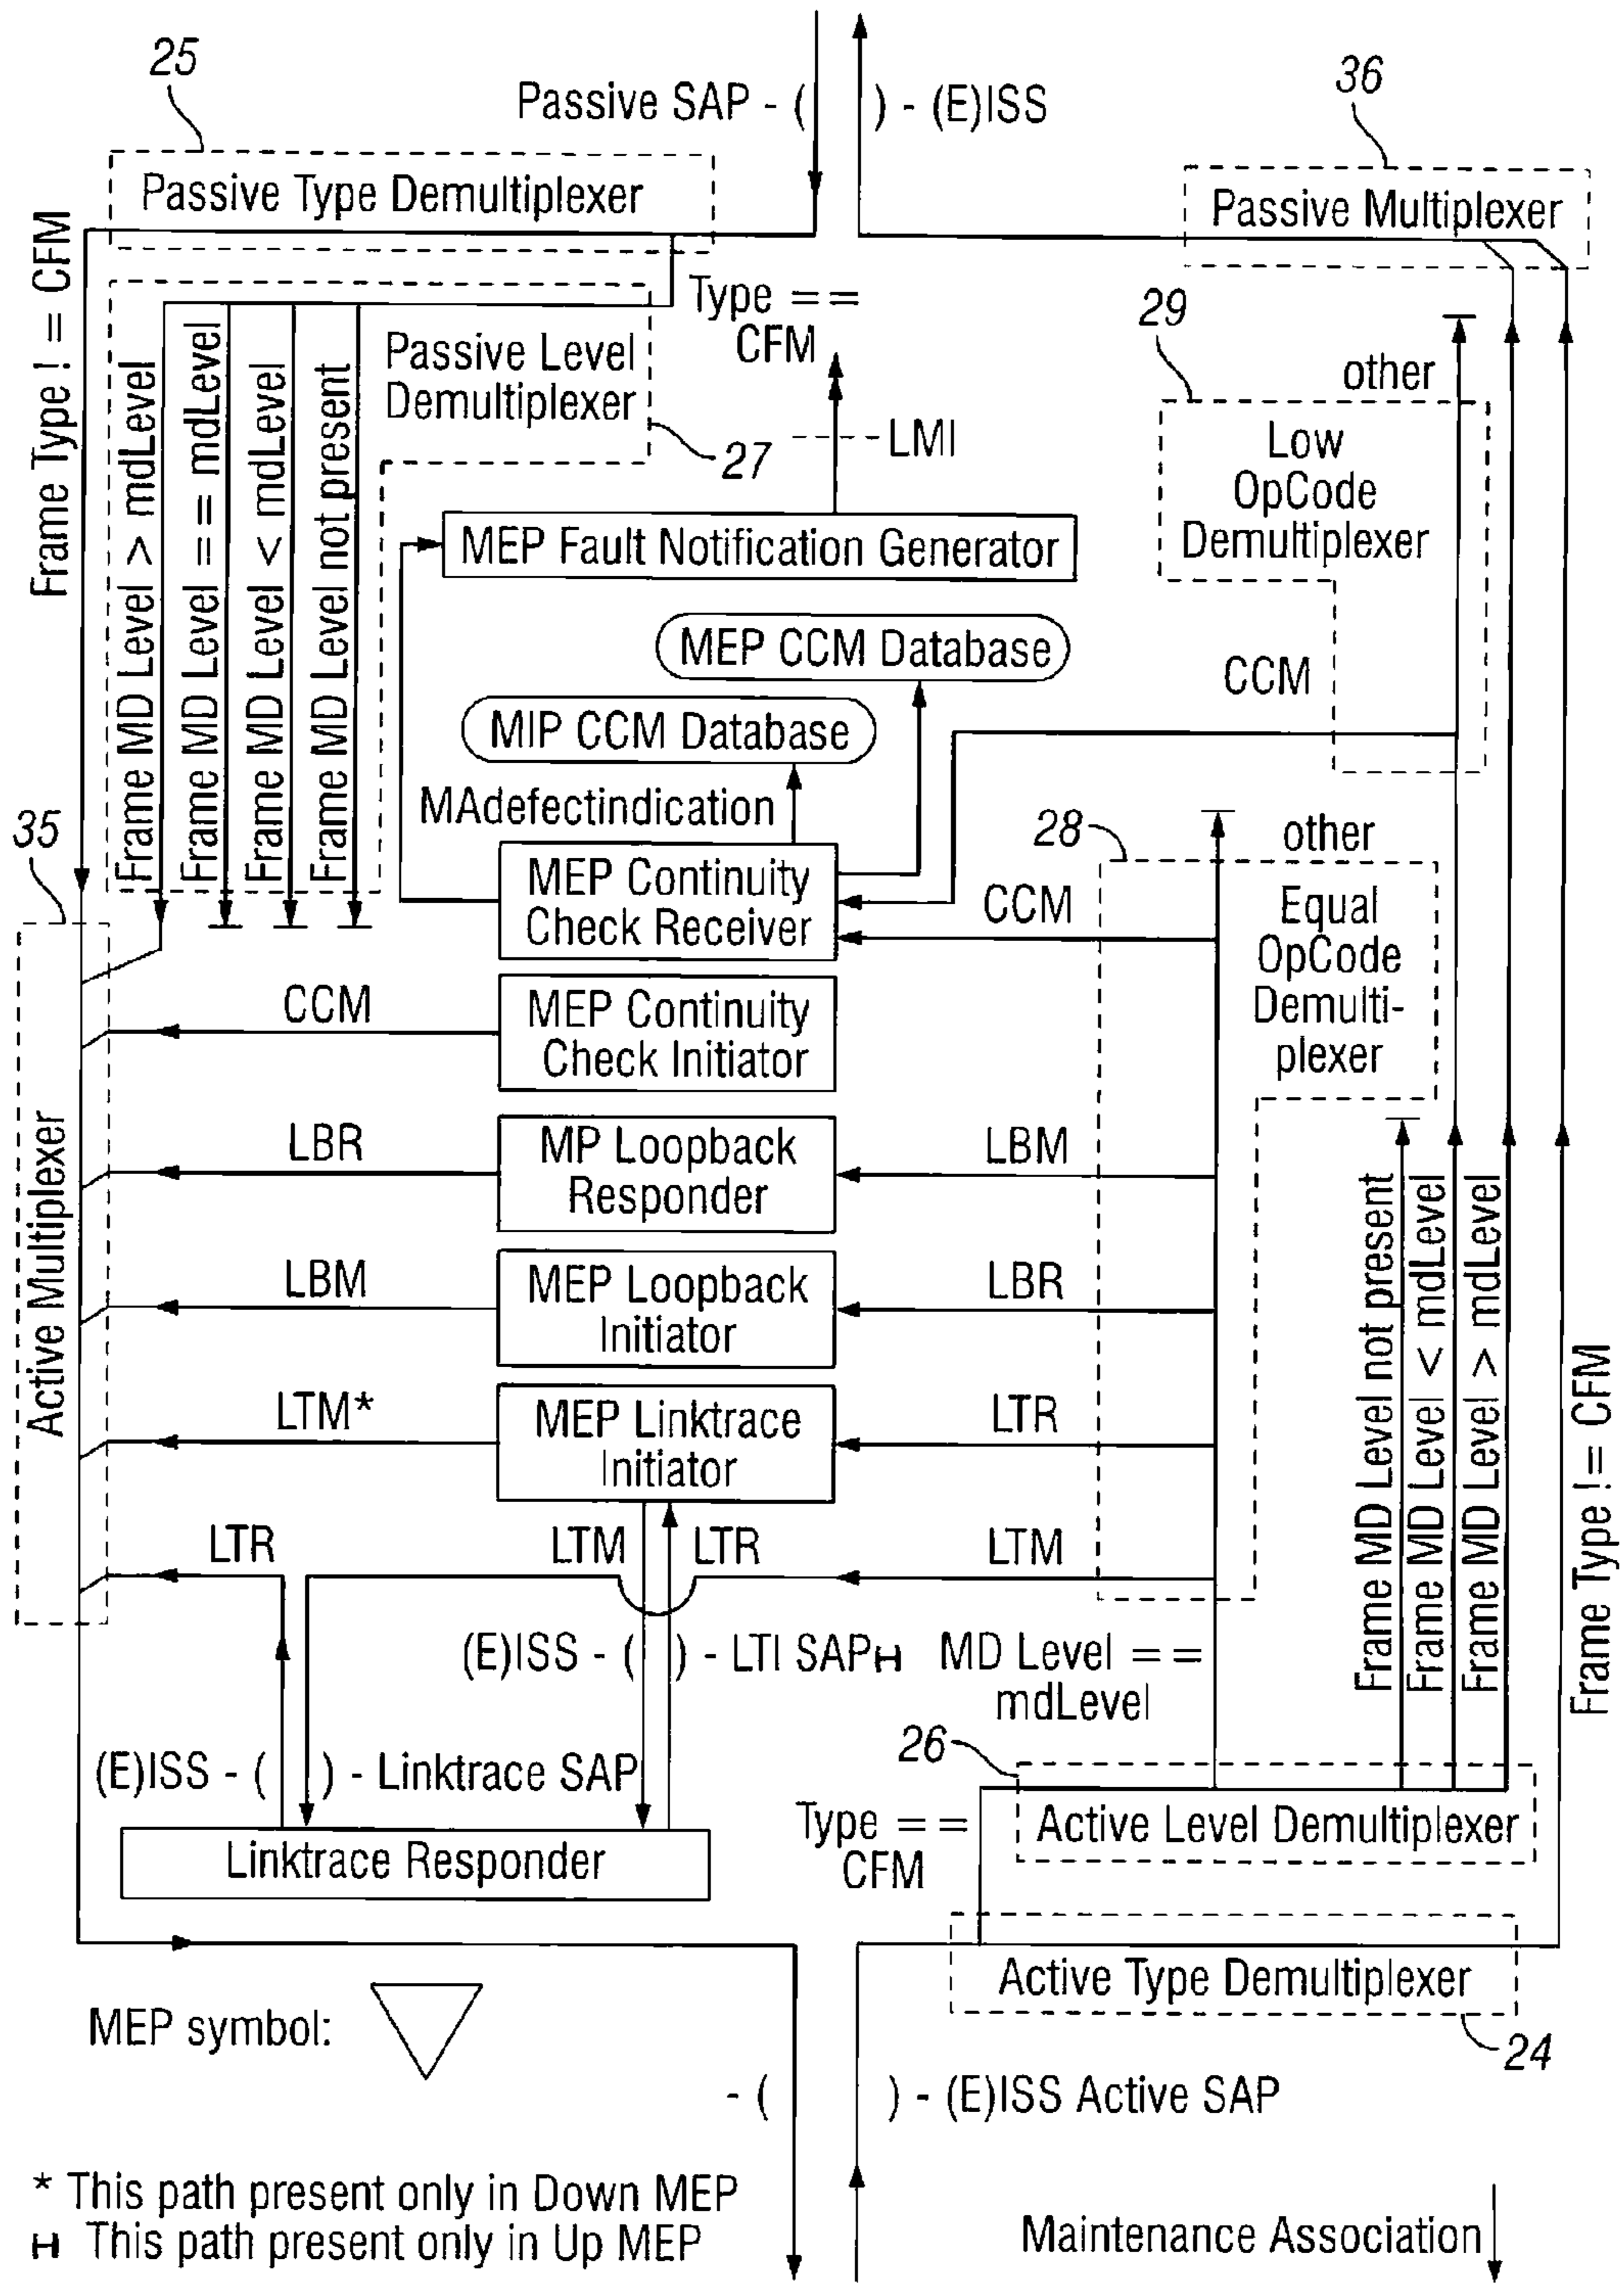 25
Passive SAP - ( ) - (E)ISS
36
Passive Type Demultiplexer
Passive Multiplexer
Frame Type ! = CFM
Type ==
CFM
29
Passive Level
Demultiplexer
27
other
Low
OpCode
Demultiplexer
LMI
Frame MD Level > mdLevel
Frame MD Level == mdLevel
Frame MD Level < mdLevel
Frame MD Level not present
MEP Fault Notification Generator
MEP CCM Database
CCM
MIP CCM Database
MAdefectindication
35
28
other
MEP Continuity
Check Receiver
CCM
Equal
OpCode
Demulti-
plexer
CCM
MEP Continuity
Check Initiator
Active Multiplexer
LBR
MP Loopback
Responder
LBM
LBM
MEP Loopback
Initiator
LBR
LTM*
MEP Linktrace
Initiator
LTR
Frame MD Level not present
Frame MD Level < mdLevel
Frame MD Level > mdLevel
Frame Type != CFM
LTR
LTM
LTR
LTM
(E)ISS - ( ) - LTI SAPH
MD Level ==
mdLevel
26
(E)ISS - ( ) - Linktrace SAP
Type ==
CFM
Active Level Demultiplexer
Linktrace Responder
Active Type Demultiplexer
24
MEP symbol:
- ( ) - (E)ISS Active SAP
* This path present only in Down MEP
H This path present only in Up MEP
Maintenance Association